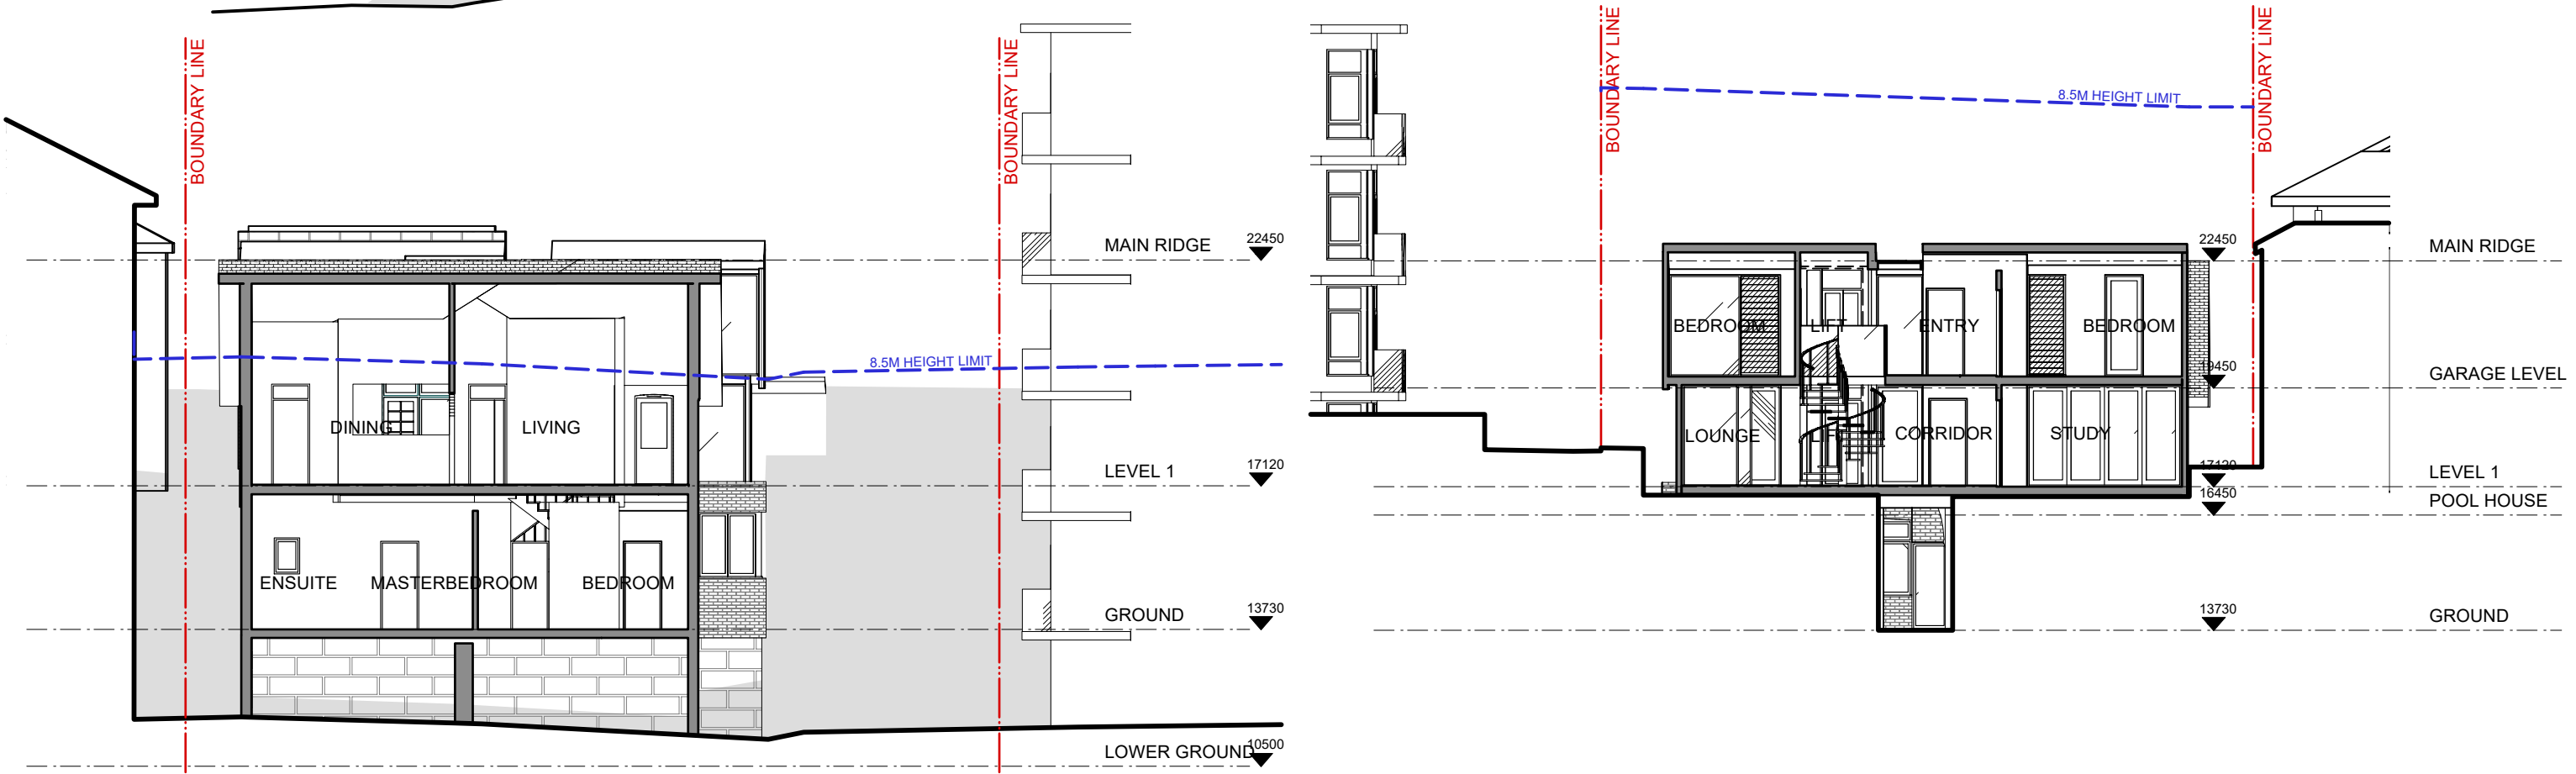 BOUNDARY LINE
BOUNDARY LINE
MAIN RIDGE 22450
8.5M HEIGHT LIMIT
DINING LIVING
LEVEL 1 17120
ENSUITE MASTERBEDROOM BEDROOM
GROUND 13730
LOWER GROUND 10500
BOUNDARY LINE
BOUNDARY LINE
8.5M HEIGHT LIMIT
22450 MAIN RIDGE
BEDROOM LIFT ENTRY BEDROOM
19450 GARAGE LEVEL
LOUNGE LIFT CORRIDOR STUDY
17120 LEVEL 1
16450 POOL HOUSE
13730 GROUND